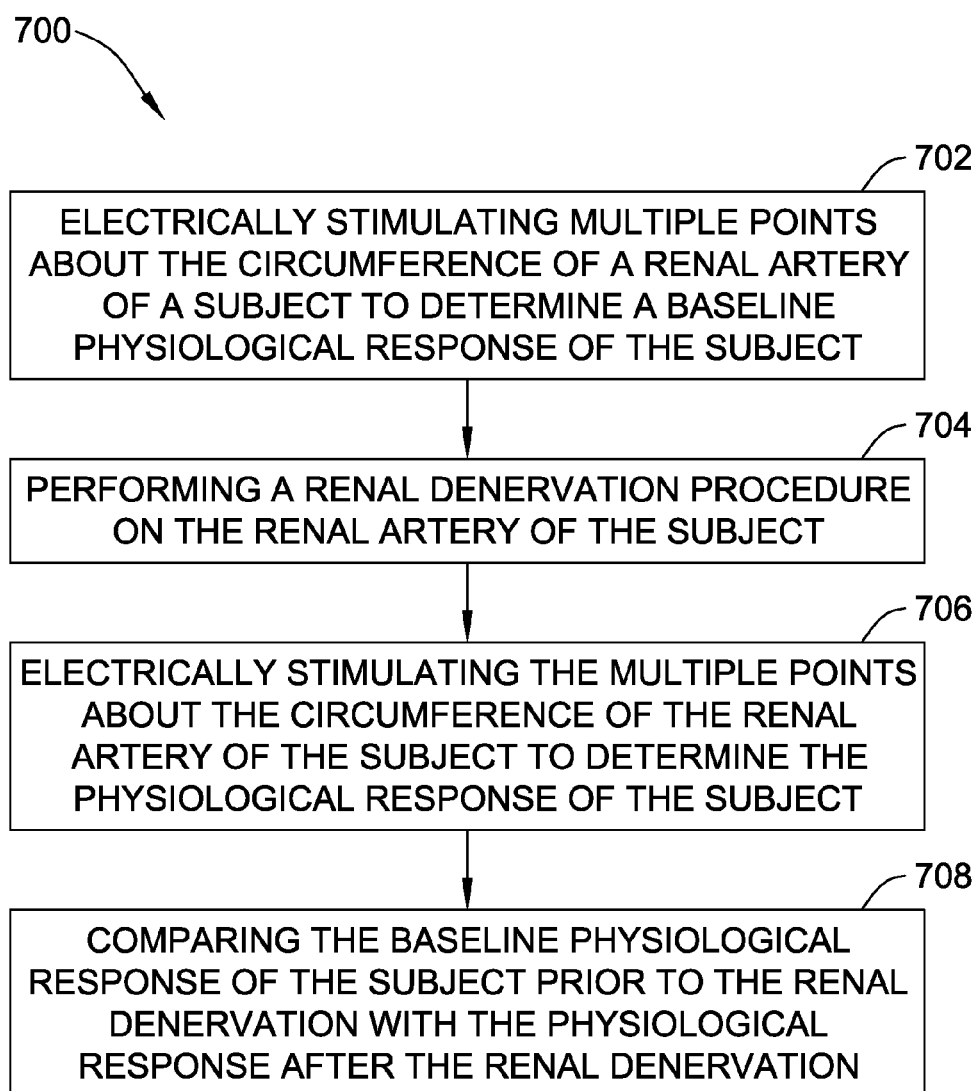 700
702
ELECTRICALLY STIMULATING MULTIPLE POINTS
ABOUT THE CIRCUMFERENCE OF A RENAL ARTERY
OF A SUBJECT TO DETERMINE A BASELINE
PHYSIOLOGICAL RESPONSE OF THE SUBJECT
704
PERFORMING A RENAL DENERVATION PROCEDURE
ON THE RENAL ARTERY OF THE SUBJECT
706
ELECTRICALLY STIMULATING THE MULTIPLE POINTS
ABOUT THE CIRCUMFERENCE OF THE RENAL
ARTERY OF THE SUBJECT TO DETERMINE THE
PHYSIOLOGICAL RESPONSE OF THE SUBJECT
708
COMPARING THE BASELINE PHYSIOLOGICAL
RESPONSE OF THE SUBJECT PRIOR TO THE RENAL
DENERVATION WITH THE PHYSIOLOGICAL
RESPONSE AFTER THE RENAL DENERVATION